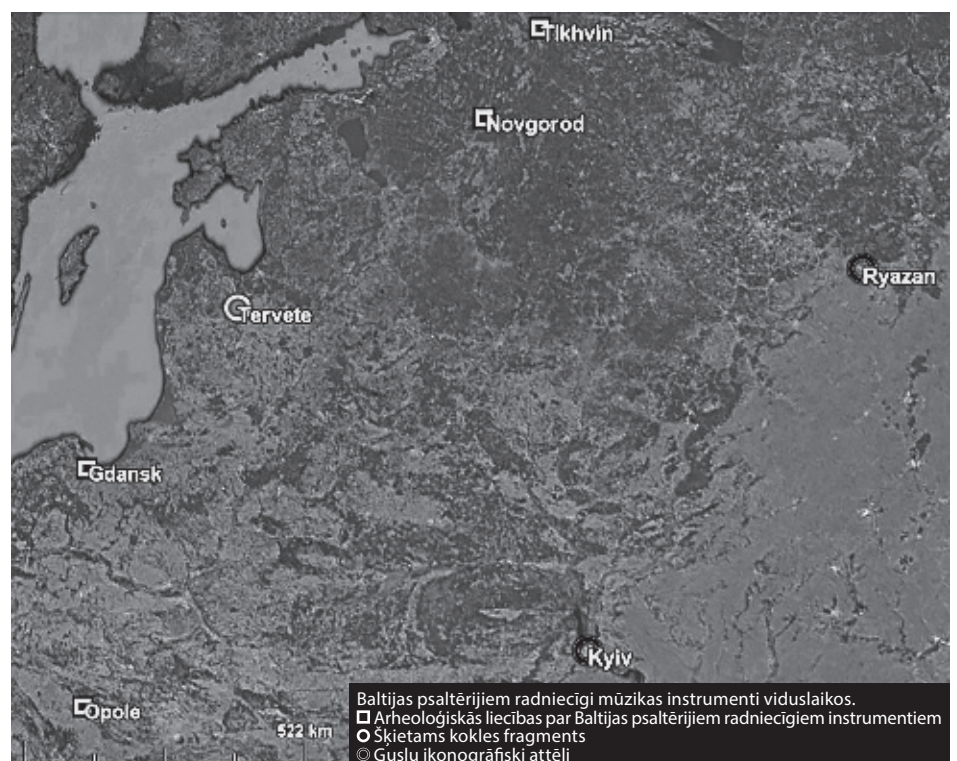 Tikhvin
Novgorod
Ryazan
Tervete
Gdansk
Kyiv
Opole
522 km
Baltijas psaltērijiem radniecīgi mūzikas instrumenti viduslaikos.
Arheoloģiskās liecības par Baltijas psaltērijiem radniecīgiem instrumentiem
Šķietams kokles fragments
Guslu ikonogrāfiski attēli